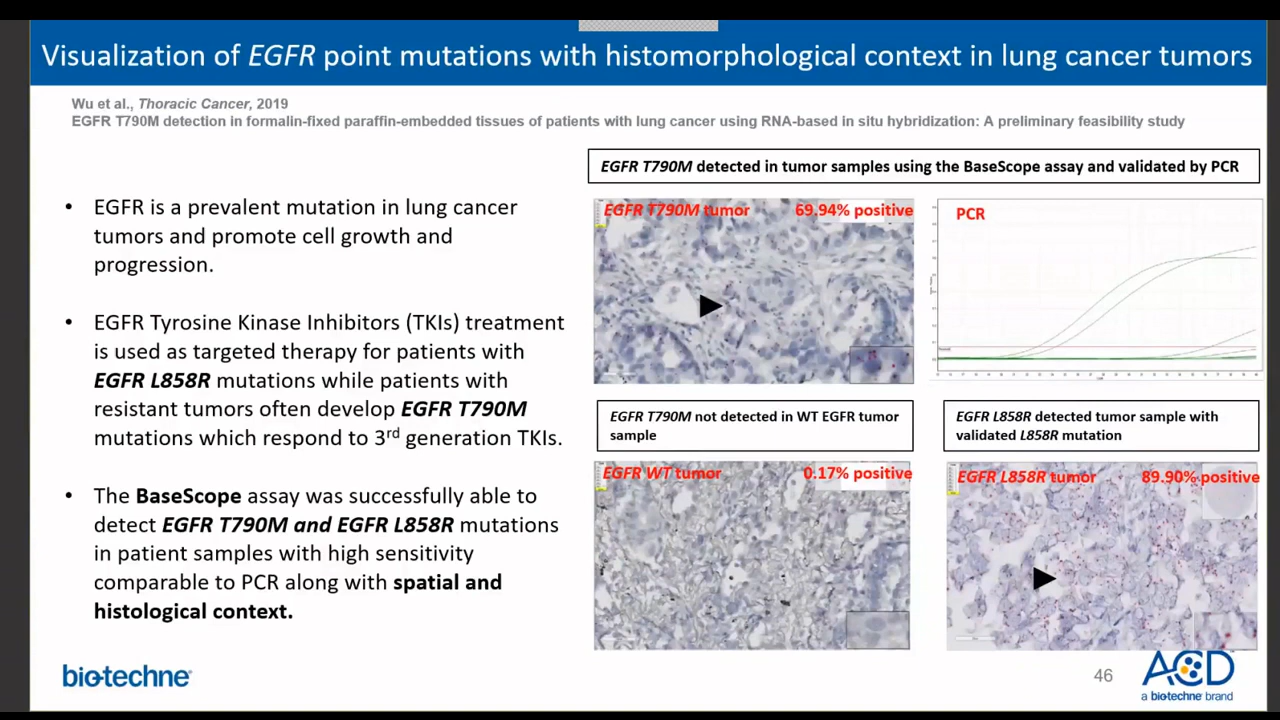 Visualization of EGFR point mutations with histomorphological context in lung cancer tumors
Wu et al., Thoracic Cancer, 2019
EGFR T790M detection in formalin-fixed paraffin-embedded tissues of patients with lung cancer using RNA-based in situ hybridization: A preliminary feasibility study
• EGFR is a prevalent mutation in lung cancer
tumors and promote cell growth and
progression.
• EGFR Tyrosine Kinase Inhibitors (TKIs) treatment
is used as targeted therapy for patients with
EGFR L858R mutations while patients with
resistant tumors often develop EGFR T790M
mutations which respond to 3rd generation TKIs.
• The BaseScope assay was successfully able to
detect EGFR T790M and EGFR L858R mutations
in patient samples with high sensitivity
comparable to PCR along with spatial and
histological context.
EGFR T790M detected in tumor samples using the BaseScope assay and validated by PCR
EGFR T790M tumor 69.94% positive
PCR
EGFR T790M not detected in WT EGFR tumor
sample
EGFR WT tumor 0.17% positive
EGFR L858R detected tumor sample with
validated L858R mutation
EGFR L858R tumor 89.90% positive
bio-techne
46
ACD
a bio-techne brand